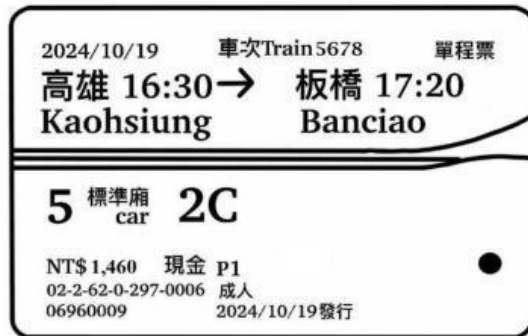 2024/10/19 車次Train 5678 單程票
高雄 16:30→ 板橋 17:20
Kaohsiung Banciao
5 標準廂 car 2C
NT$ 1,460 現金 P1
02-2-62-0-297-0006 成人
06960009 2024/10/19發行